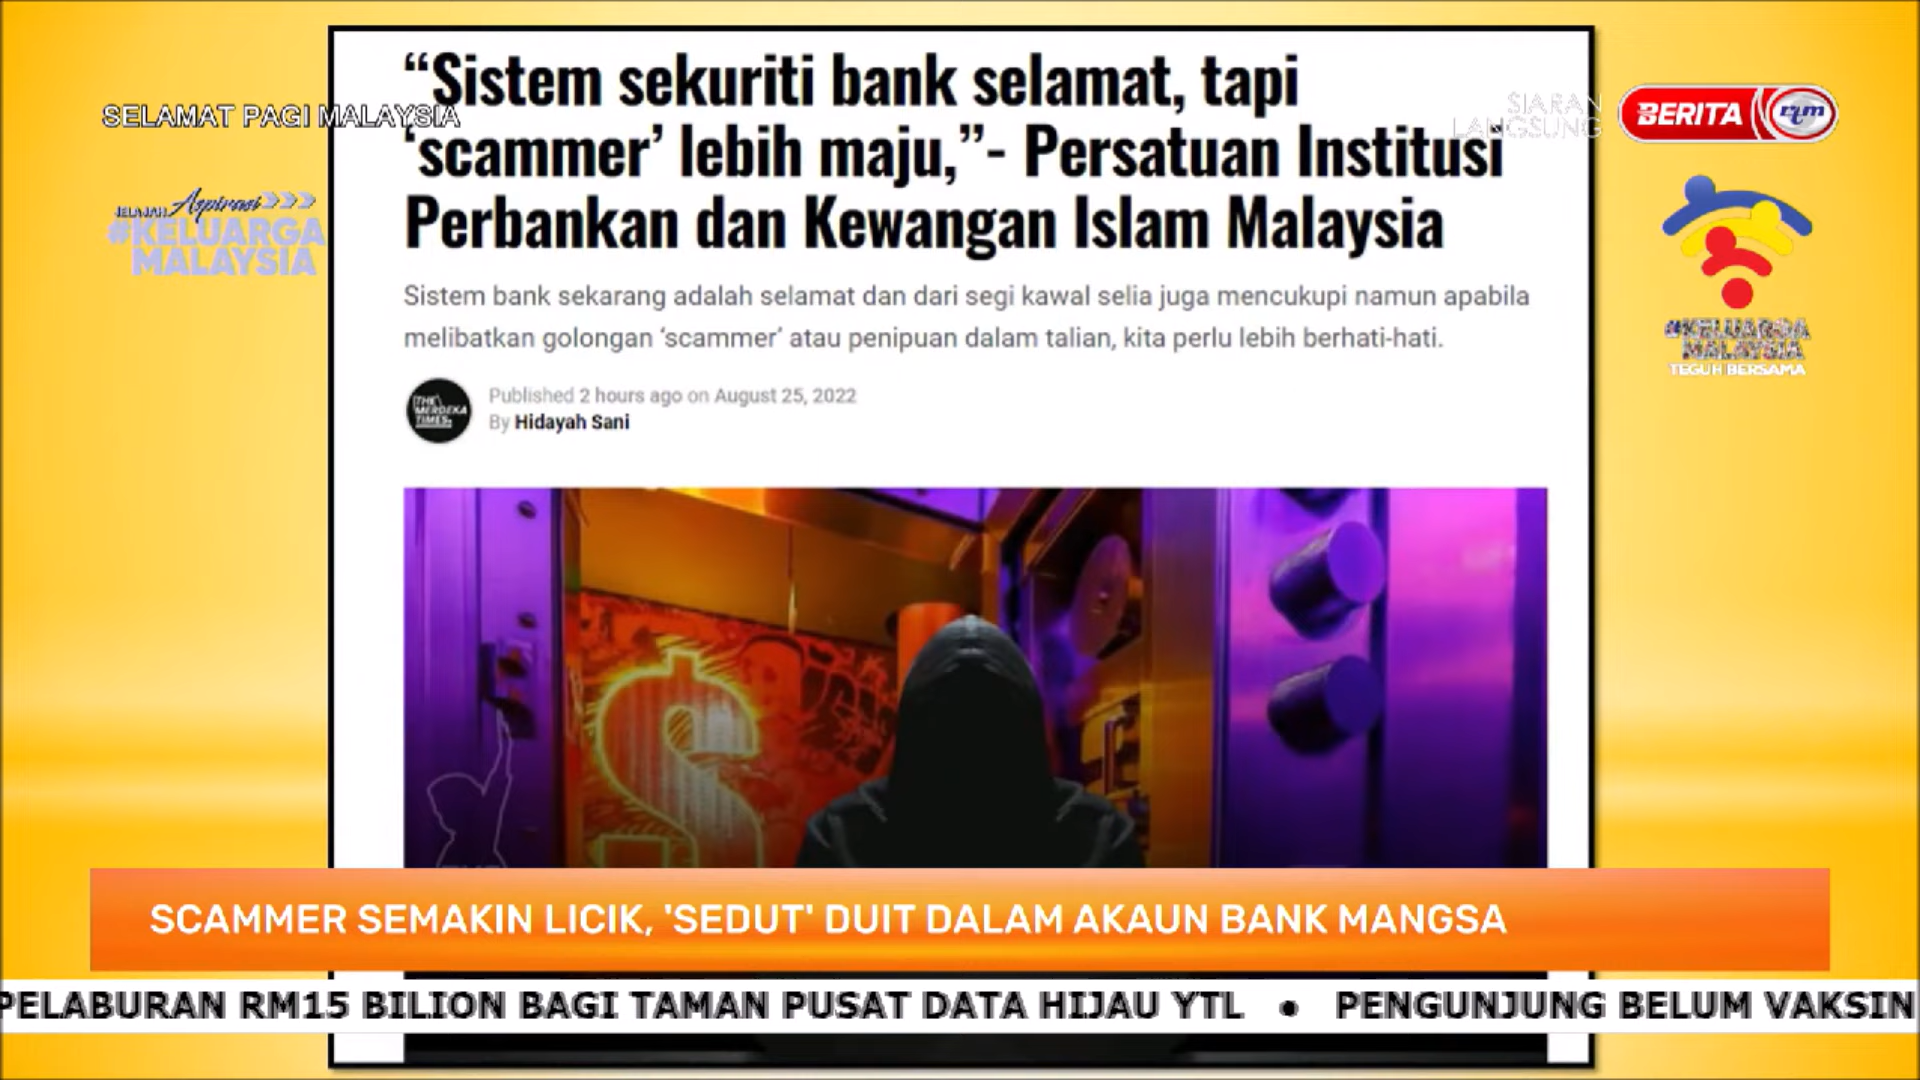 “Sistem sekuriti bank selamat, tapi
‘scammer’ lebih maju,”- Persatuan Institusi
Perbankan dan Kewangan Islam Malaysia
SELAMAT PAGI MALAYSIA
SIARAN
LANGSUNG
BERITA rtm
JELAJAH Aspirasi
#KELUARGA
MALAYSIA
#KELUARGA
MALAYSIA
TEGUH BERSAMA
Sistem bank sekarang adalah selamat dan dari segi kawal selia juga mencukupi namun apabila
melibatkan golongan ‘scammer’ atau penipuan dalam talian, kita perlu lebih berhati-hati.
THE
MERDEKA
TIMES.
Published 2 hours ago on August 25, 2022
By Hidayah Sani
SCAMMER SEMAKIN LICIK, 'SEDUT' DUIT DALAM AKAUN BANK MANGSA
PELABURAN RM15 BILION BAGI TAMAN PUSAT DATA HIJAU YTL • PENGUNJUNG BELUM VAKSIN